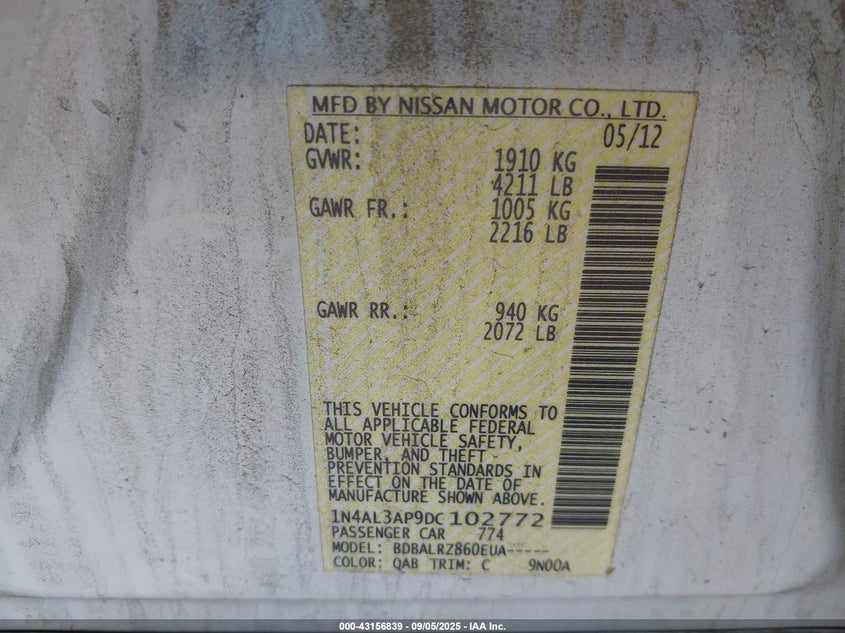 MFD BY NISSAN MOTOR CO., LTD.
DATE: 05/12
GVWR: 1910 KG
4211 LB
GAWR FR.: 1005 KG
2216 LB
GAWR RR.: 940 KG
2072 LB
THIS VEHICLE CONFORMS TO
ALL APPLICABLE FEDERAL
MOTOR VEHICLE SAFETY,
BUMPER, AND THEFT
PREVENTION STANDARDS IN
EFFECT ON THE DATE OF
MANUFACTURE SHOWN ABOVE.
1N4AL3AP9DC102772
PASSENGER CAR 774
MODEL: BDBALRZ860EUA-----
COLOR: QAB TRIM: C 9N00A
000-43156839 - 09/05/2025 - IAA Inc.